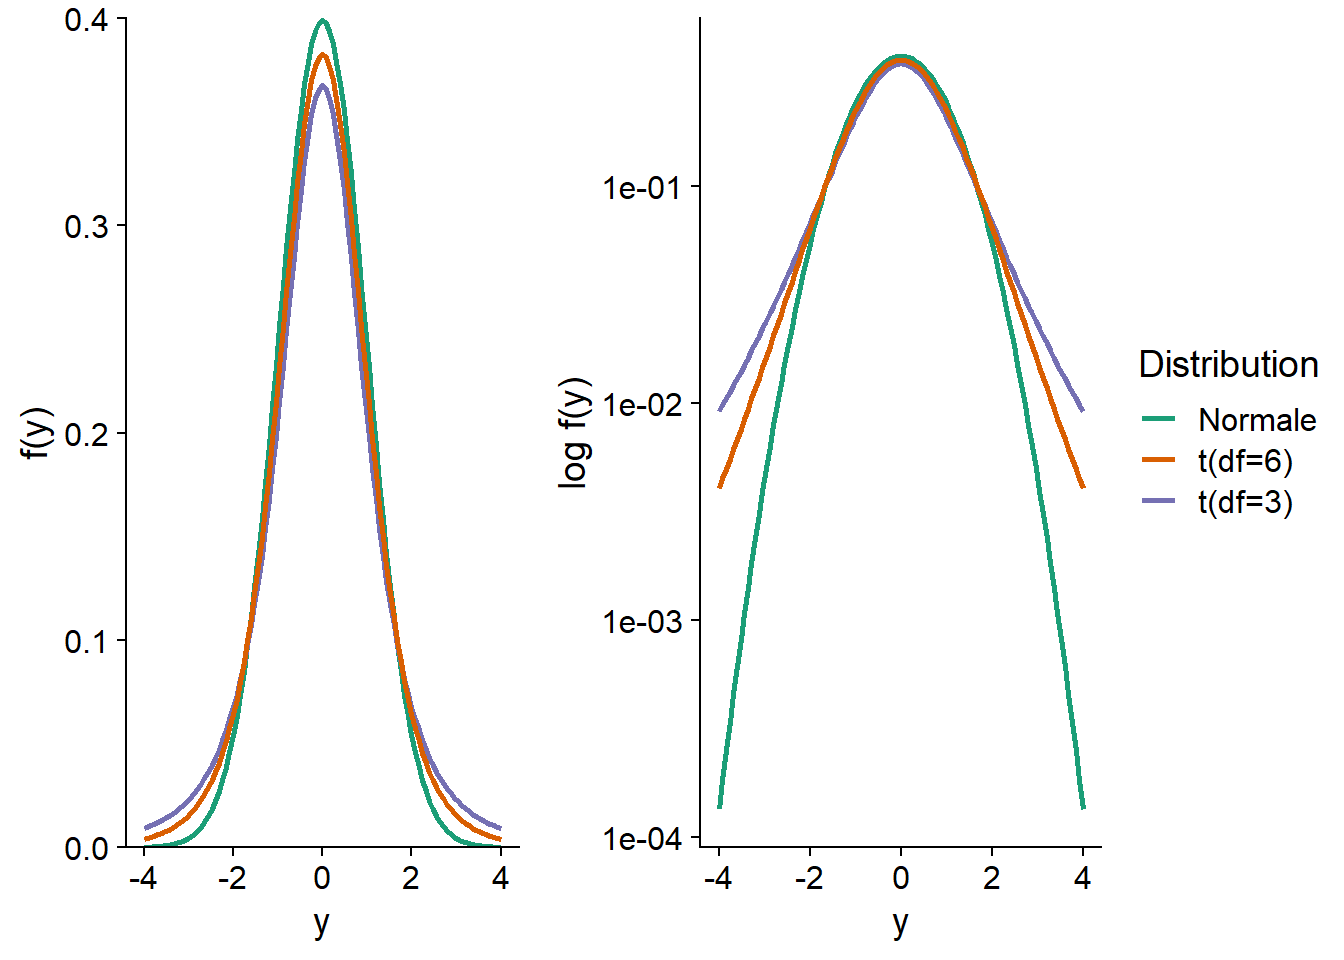 0.4
0.3
0.2
0.1
0.0
f(y)
-4 -2 0 2 4
y
1e-01
1e-02
1e-03
1e-04
log f(y)
-4 -2 0 2 4
y
Distribution
Normale
t(df=6)
t(df=3)